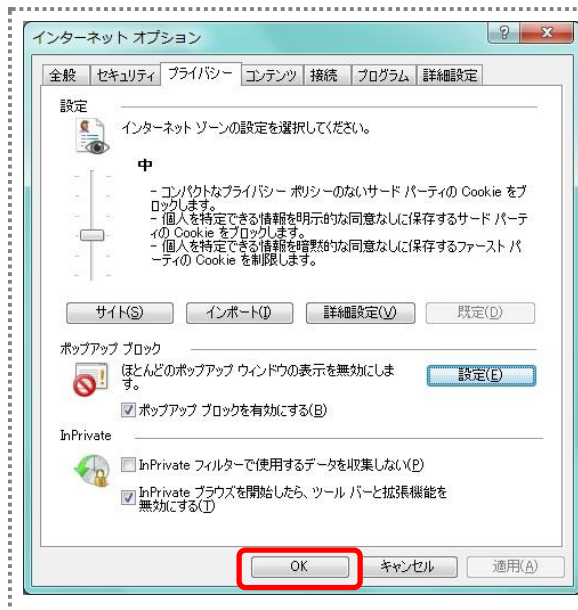 インターネット オプション
全般 セキュリティ プライバシー コンテンツ 接続 プログラム 詳細設定
設定
インターネット ゾーンの設定を選択してください。
中
- コンパクトなプライバシー ポリシーのないサード パーティの Cookie をブ
ロックします。
- 個人を特定できる情報を明示的な同意なしに保存するサード パーテ
ィの Cookie をブロックします。
- 個人を特定できる情報を暗黙的な同意なしに保存するファースト パ
ーティの Cookie を制限します。
サイト(S) インポート(I) 詳細設定(V) 既定(D)
ポップアップ ブロック
ほとんどのポップアップ ウィンドウの表示を無効にしま
す。
設定(E)
ポップアップ ブロックを有効にする(B)
InPrivate
InPrivate フィルターで使用するデータを収集しない(P)
InPrivate ブラウズを開始したら、ツール バーと拡張機能を
無効にする(T)
OK キャンセル 適用(A)